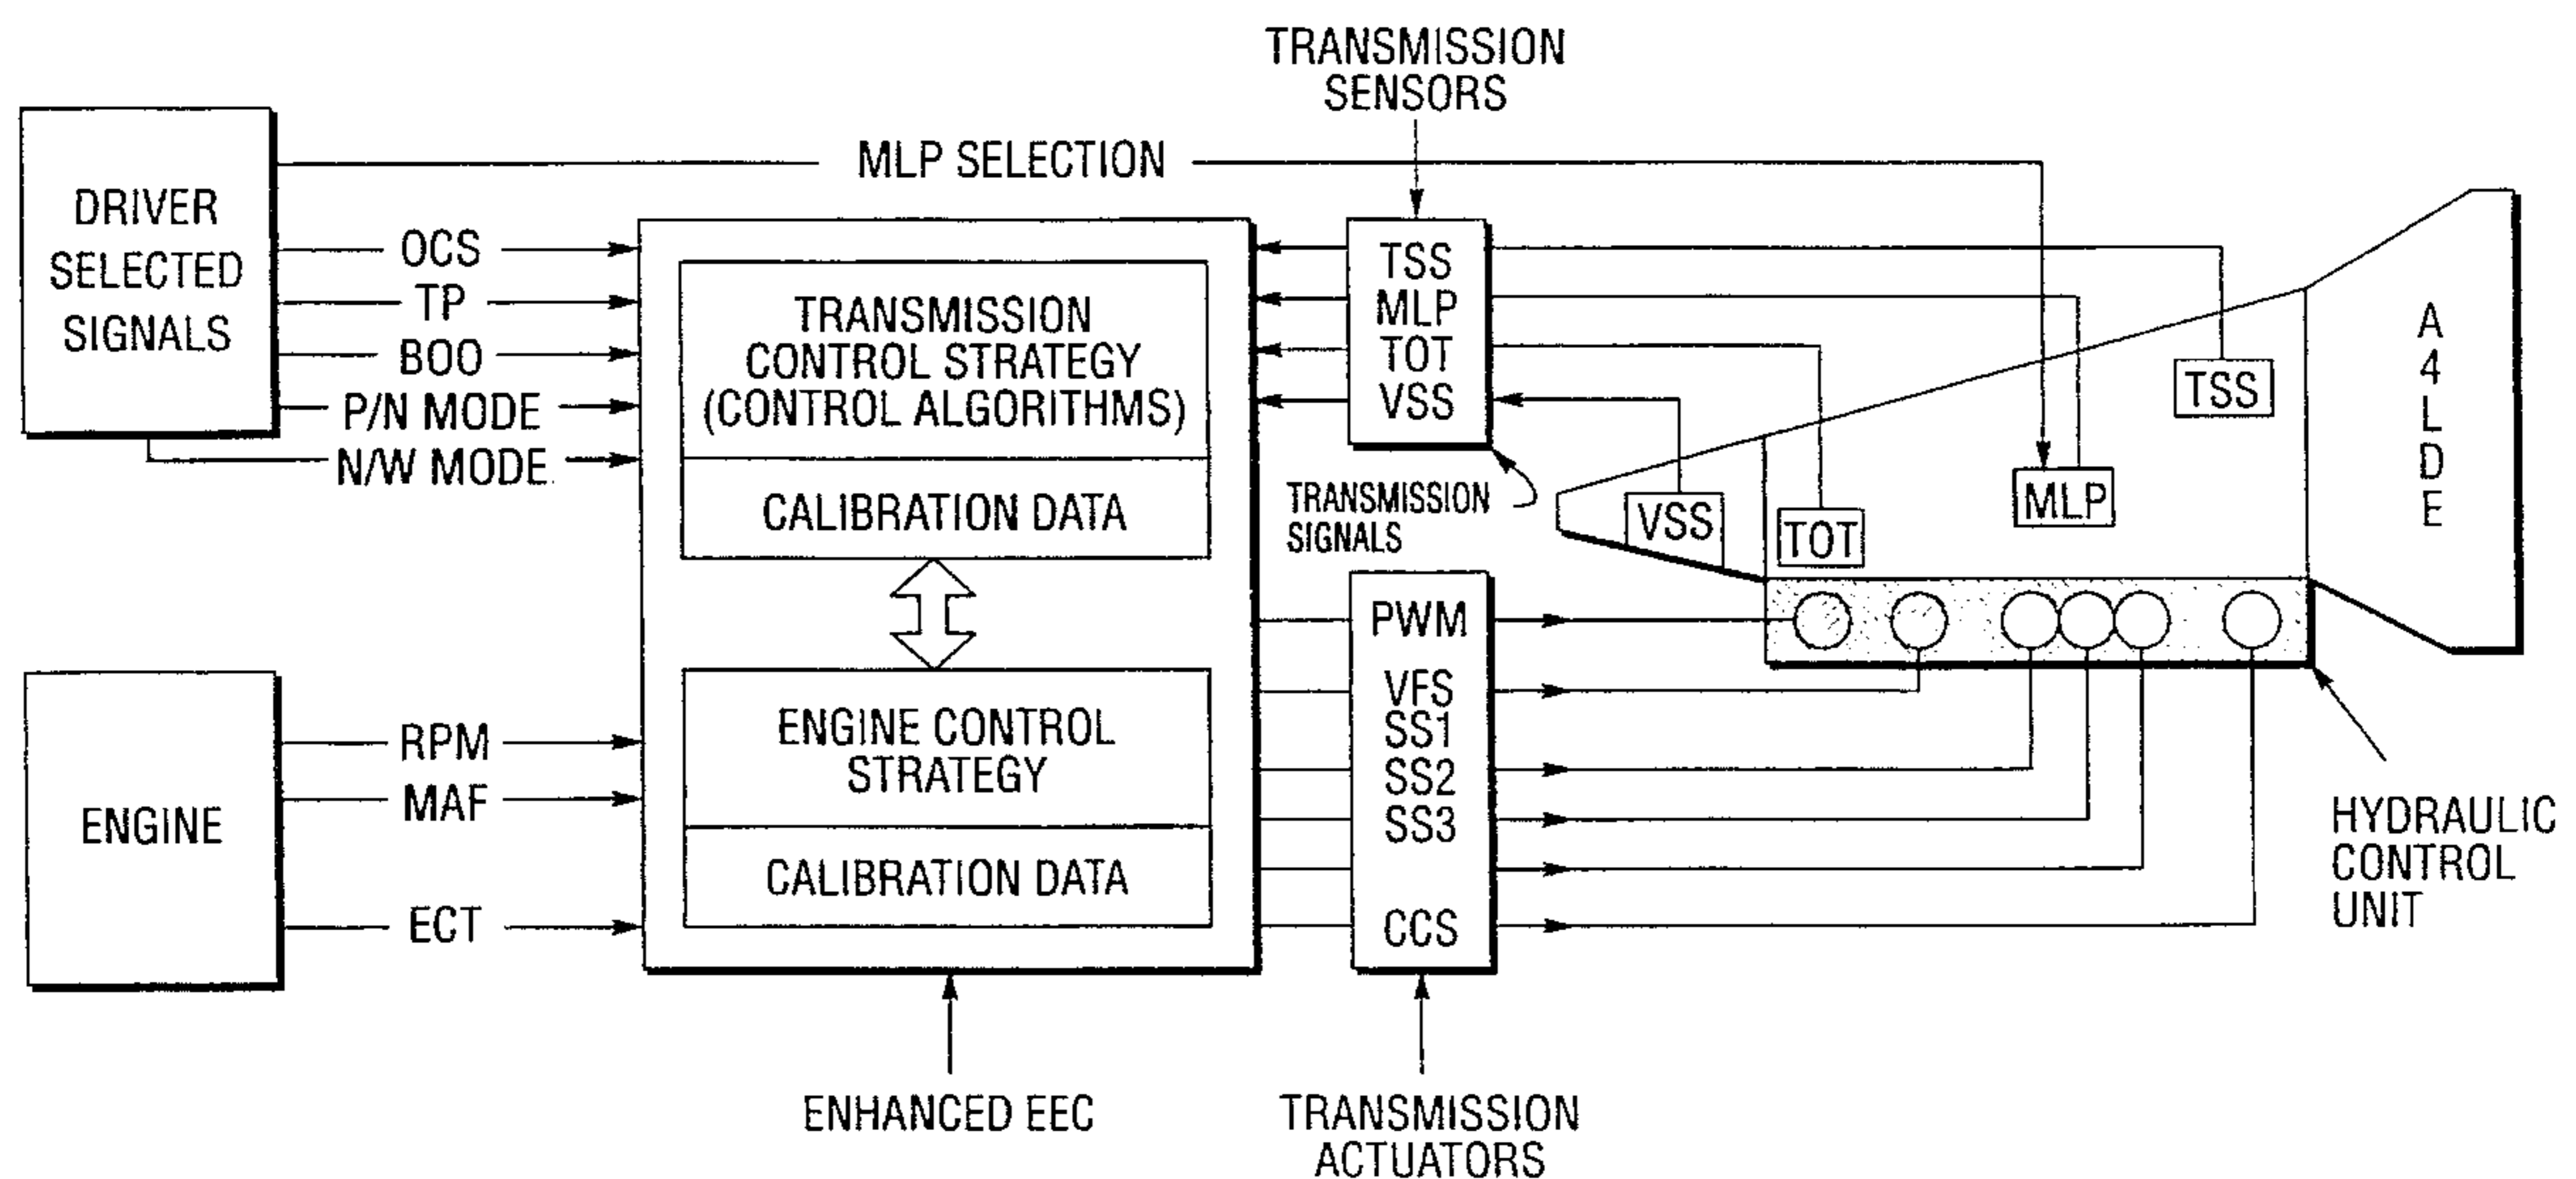 TRANSMISSION
SENSORS
MLP SELECTION
DRIVER
SELECTED
SIGNALS
OCS
TP
BOO
P/N MODE
N/W MODE
TRANSMISSION
CONTROL STRATEGY
(CONTROL ALGORITHMS)
CALIBRATION DATA
TSS
MLP
TOT
VSS
TRANSMISSION
SIGNALS
VSS
TOT
MLP
TSS
A
4
L
D
E
ENGINE
RPM
MAF
ECT
ENGINE CONTROL
STRATEGY
CALIBRATION DATA
PWM
VFS
SS1
SS2
SS3
CCS
HYDRAULIC
CONTROL
UNIT
ENHANCED EEC
TRANSMISSION
ACTUATORS